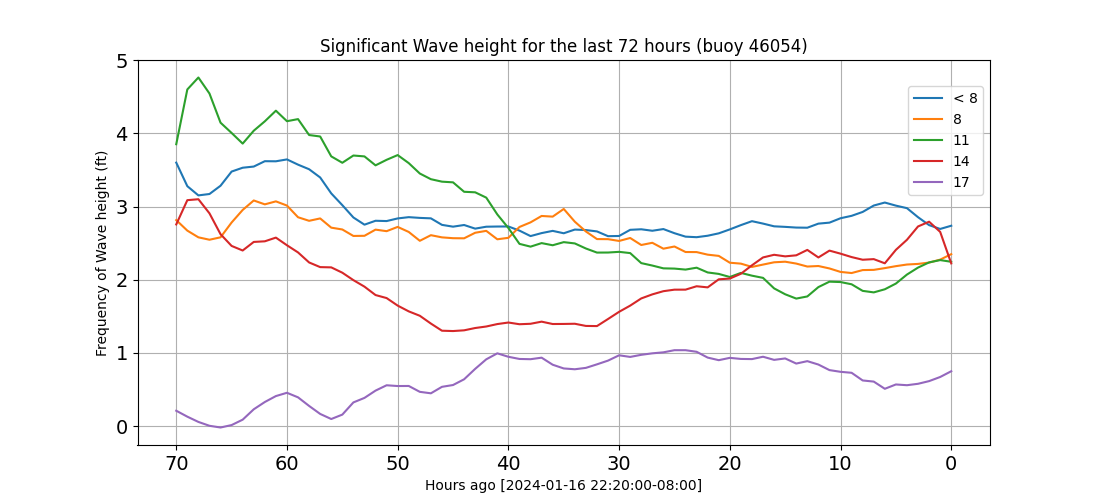 Significant Wave height for the last 72 hours (buoy 46054)
5
4
3
2
1
0
Frequency of Wave height (ft)
< 8
8
11
14
17
70 60 50 40 30 20 10 0
Hours ago [2024-01-16 22:20:00-08:00]